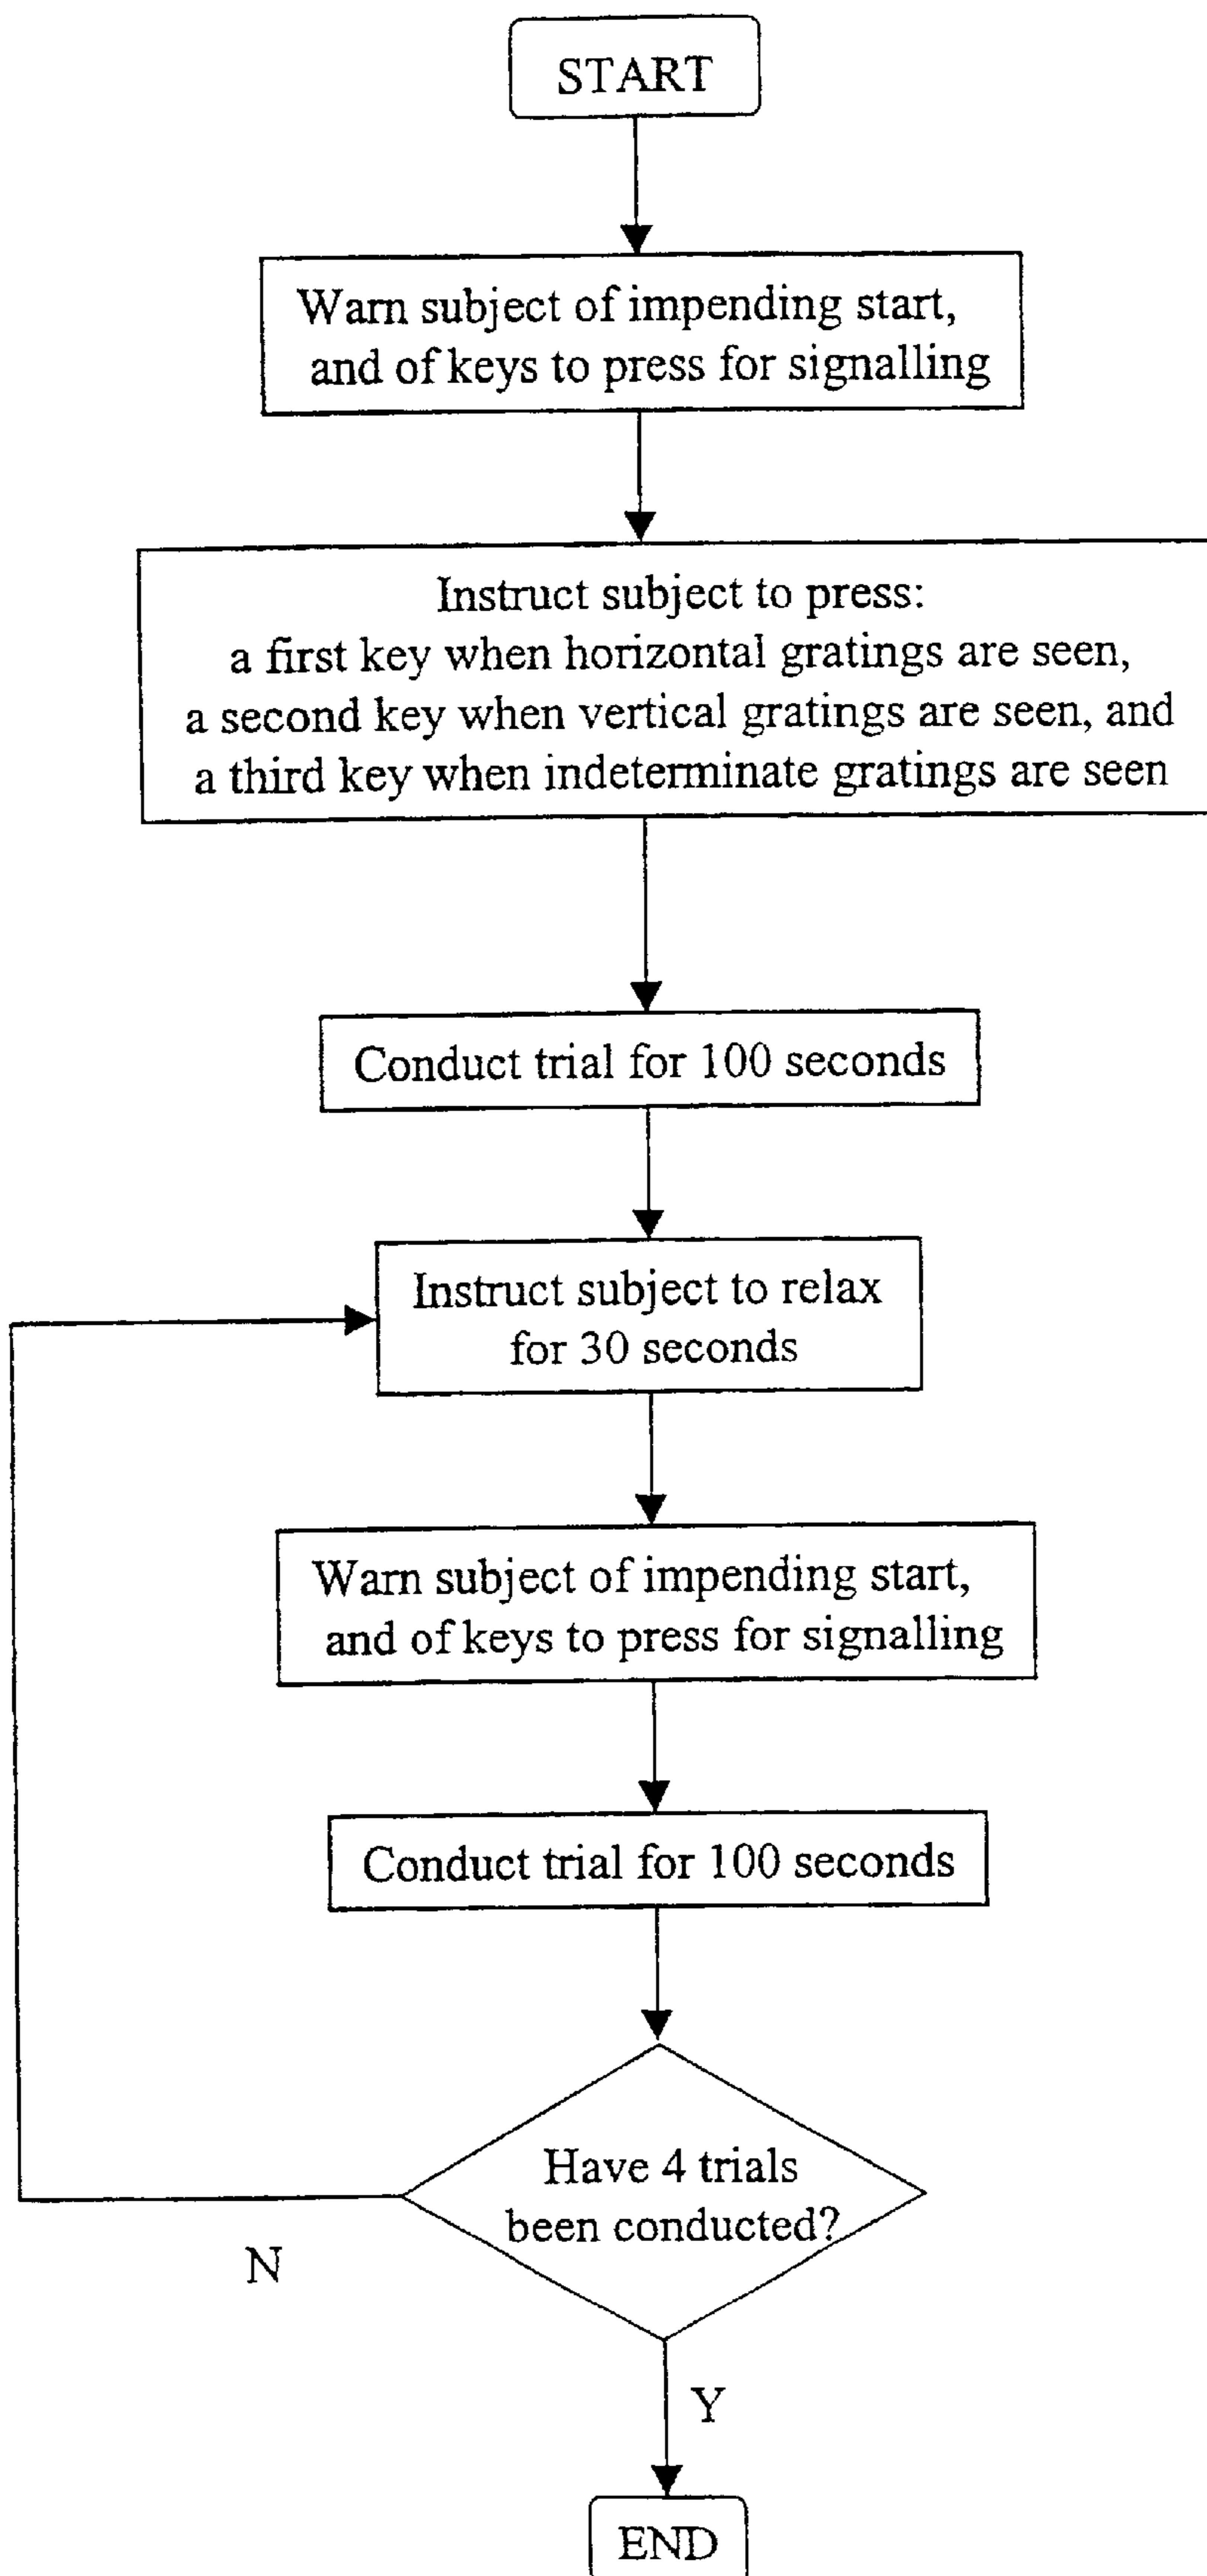 START
Warn subject of impending start,
and of keys to press for signalling
Instruct subject to press:
a first key when horizontal gratings are seen,
a second key when vertical gratings are seen, and
a third key when indeterminate gratings are seen
Conduct trial for 100 seconds
Instruct subject to relax
for 30 seconds
Warn subject of impending start,
and of keys to press for signalling
Conduct trial for 100 seconds
Have 4 trials
been conducted?
N
Y
END